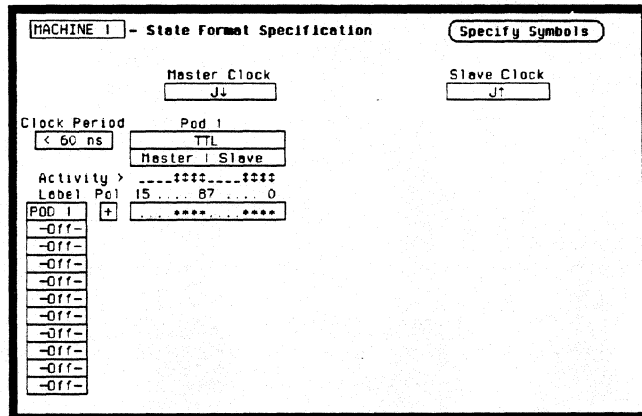 MACHINE 1 - State Format Specification Specify Symbols
Master Clock Slave Clock
J↓ J↑
Clock Period Pod 1
< 60 ns TTL
Master | Slave
Activity > ____↕↕↕↕____↕↕↕↕
Label Pol 15 .... 87 .... 0
POD 1 + ....****....****
-Off-
-Off-
-Off-
-Off-
-Off-
-Off-
-Off-
-Off-
-Off-
-Off-